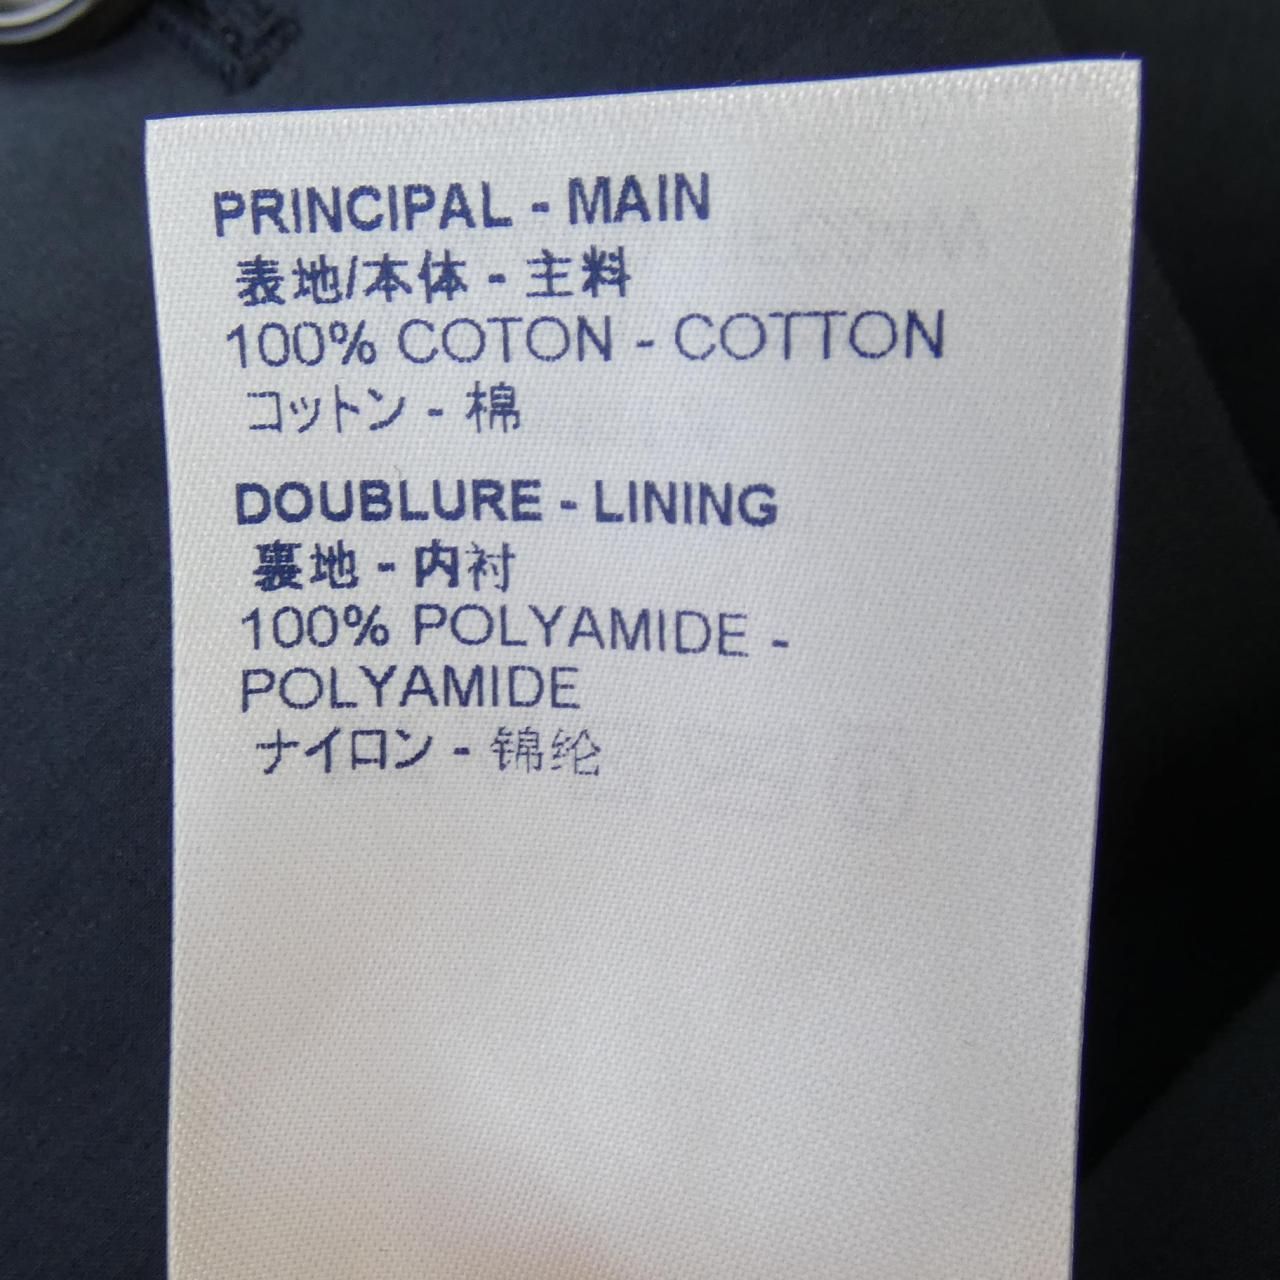 PRINCIPAL - MAIN
表地/本体 - 主料
100% COTON - COTTON
コットン - 棉
DOUBLURE - LINING
裏地 - 内衬
100% POLYAMIDE -
POLYAMIDE
ナイロン - 锦纶